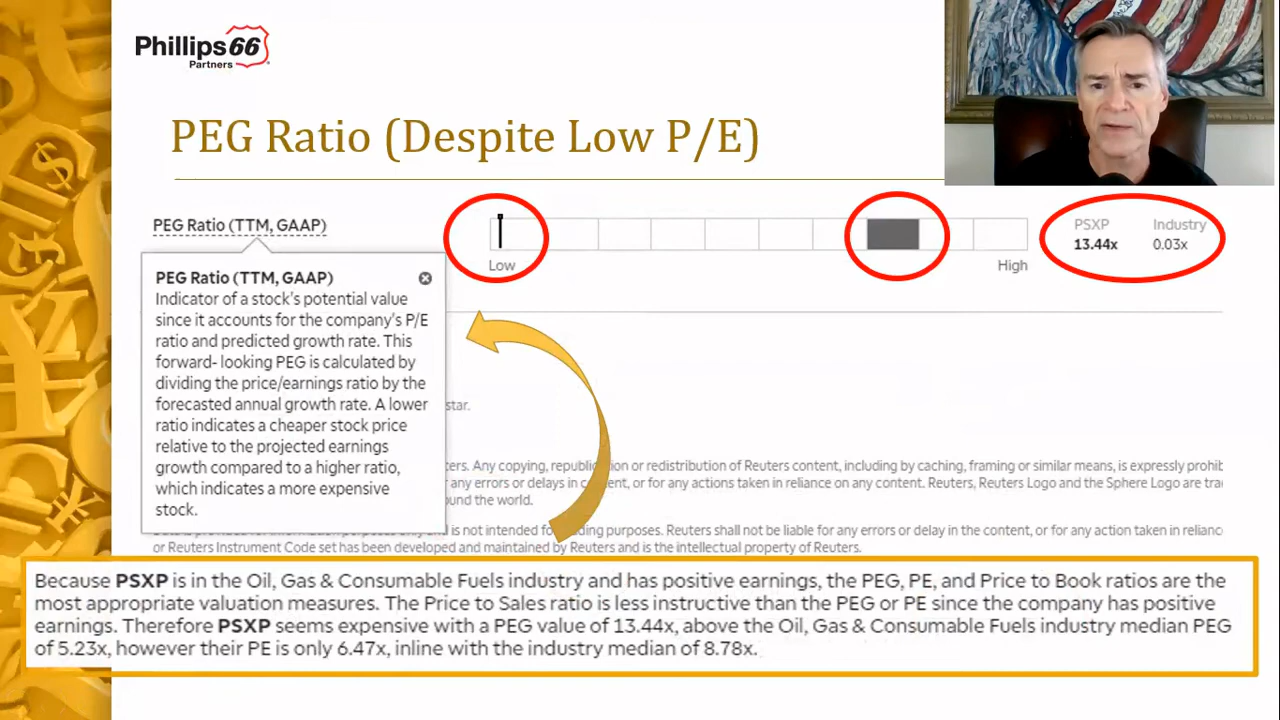 Phillips 66
Partners
PEG Ratio (Despite Low P/E)
PEG Ratio (TTM, GAAP)
Low
High
PSXP
13.44x
Industry
0.03x
PEG Ratio (TTM, GAAP)
Indicator of a stock's potential value
since it accounts for the company's P/E
ratio and predicted growth rate. This
forward- looking PEG is calculated by
dividing the price/earnings ratio by the
forecasted annual growth rate. A lower
ratio indicates a cheaper stock price
relative to the projected earnings
growth compared to a higher ratio,
which indicates a more expensive
stock.
star.
ters. Any copying, republic on or redistribution of Reuters content, including by caching, framing or similar means, is expressly prohib
any errors or delays in c ent, or for any actions taken in reliance on any content. Reuters, Reuters Logo and the Sphere Logo are tra
und the world.
is not intended fo ding purposes. Reuters shall not be liable for any errors or delay in the content, or for any action taken in relianc
or Reuters Instrument Code set has been developed and maintained by Reuters and is the intellectual property of Reuters.
Because PSXP is in the Oil, Gas & Consumable Fuels industry and has positive earnings, the PEG, PE, and Price to Book ratios are the
most appropriate valuation measures. The Price to Sales ratio is less instructive than the PEG or PE since the company has positive
earnings. Therefore PSXP seems expensive with a PEG value of 13.44x, above the Oil, Gas & Consumable Fuels industry median PEG
of 5.23x, however their PE is only 6.47x, inline with the industry median of 8.78x.